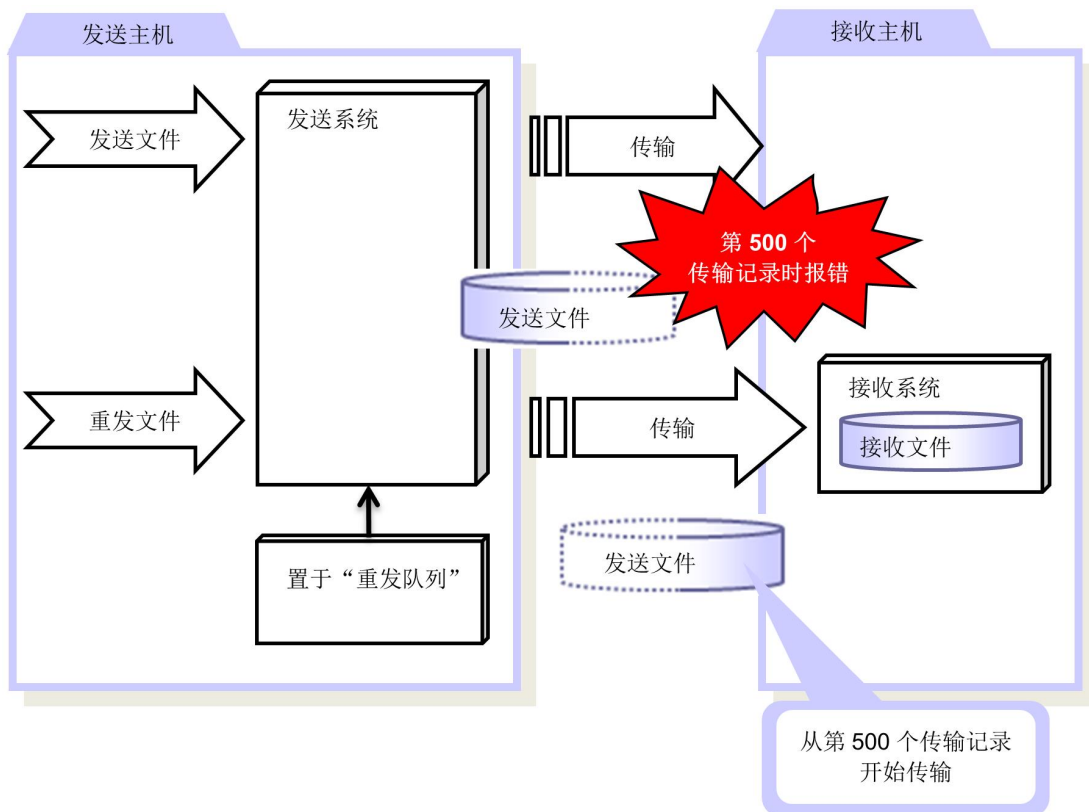 发送主机
接收主机
发送文件
发送系统
传输
第 500 个
传输记录时报错
发送文件
重发文件
传输
接收系统
接收文件
置于“重发队列”
发送文件
从第 500 个传输记录
开始传输